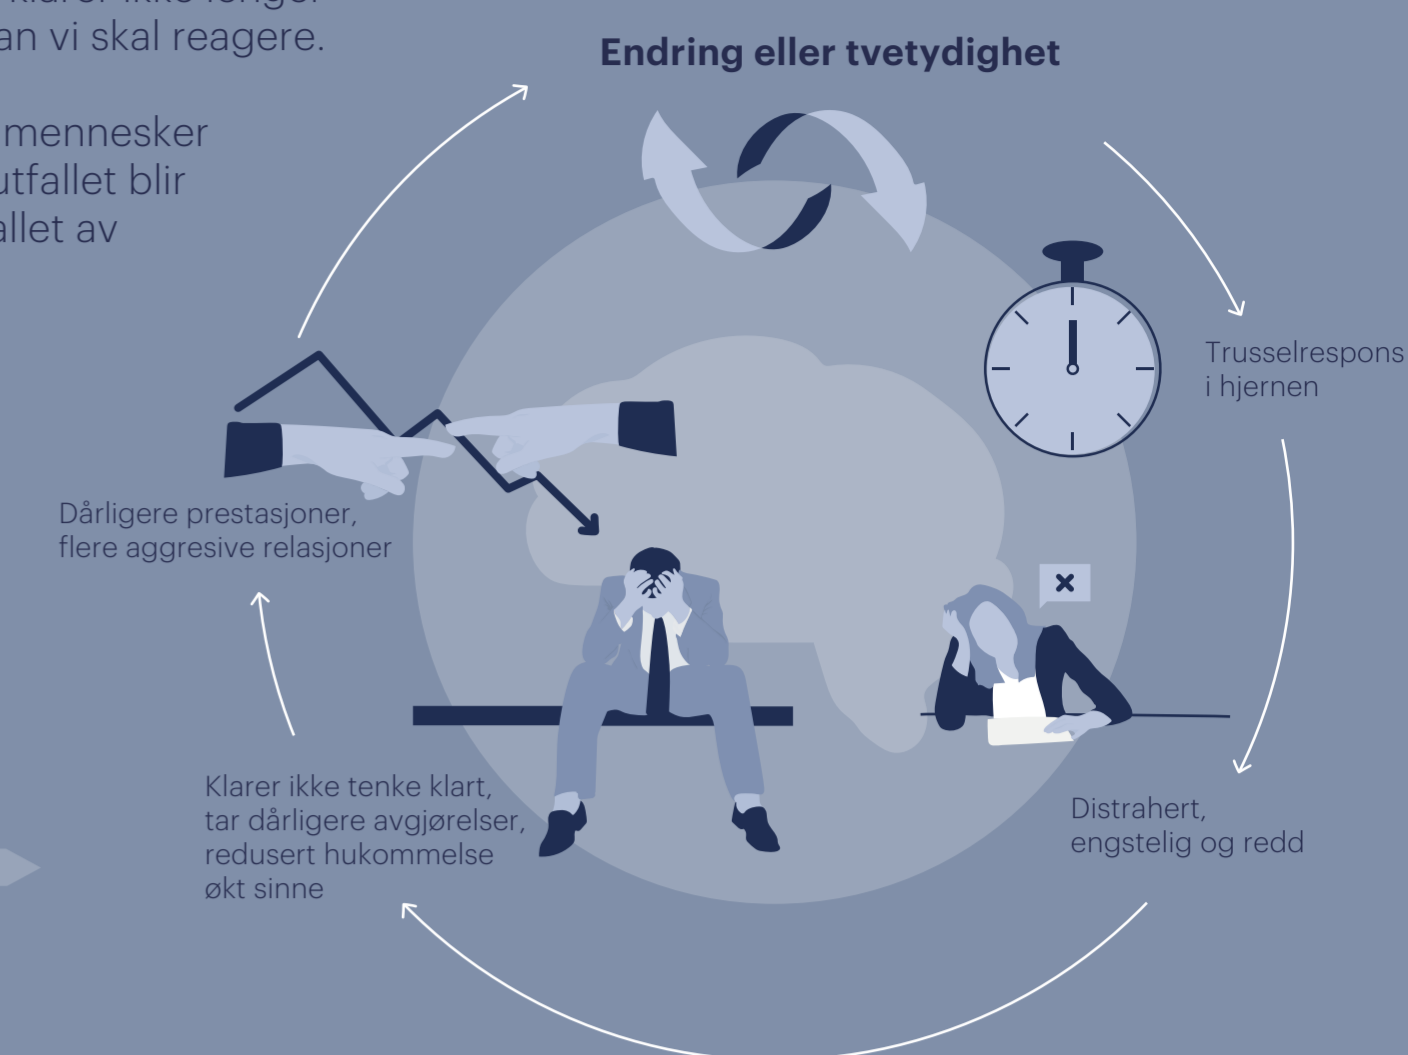 an vi skal reagere.
mennesker
utfallet blir
allet av
Endring eller tvetydighet
Trusselrespons
i hjernen
Distrahert,
engstelig og redd
Klarer ikke tenke klart,
tar dårligere avgjørelser,
redusert hukommelse
økt sinne
Dårligere prestasjoner,
flere aggresive relasjoner